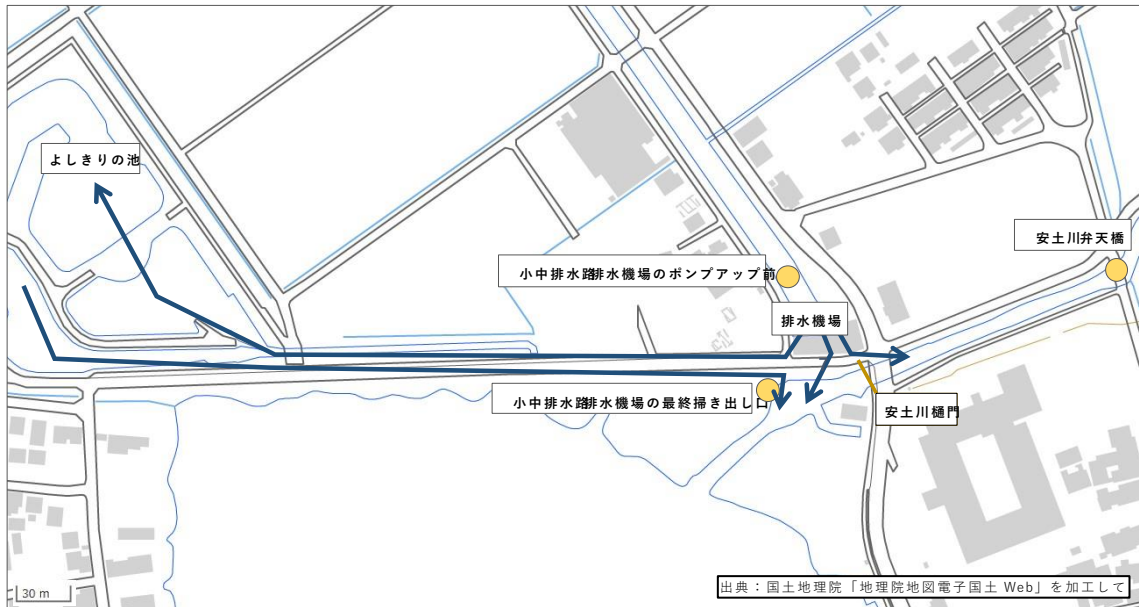 よしきりの池
安土川弁天橋
小中排水路排水機場のポンプアップ前
排水機場
小中排水路排水機場の最終掃き出し口
安土川樋門
30 m
出典：国土地理院「地理院地図電子国土 Web」を加工して